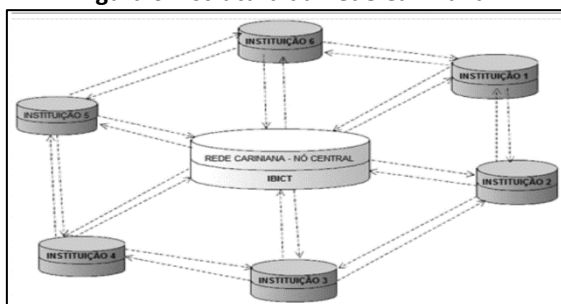 INSTITUIÇÃO 6
INSTITUIÇÃO 1
INSTITUIÇÃO 5
REDE CARINIANA - NÓ CENTRAL
IBICT
INSTITUIÇÃO 2
INSTITUIÇÃO 4
INSTITUIÇÃO 3